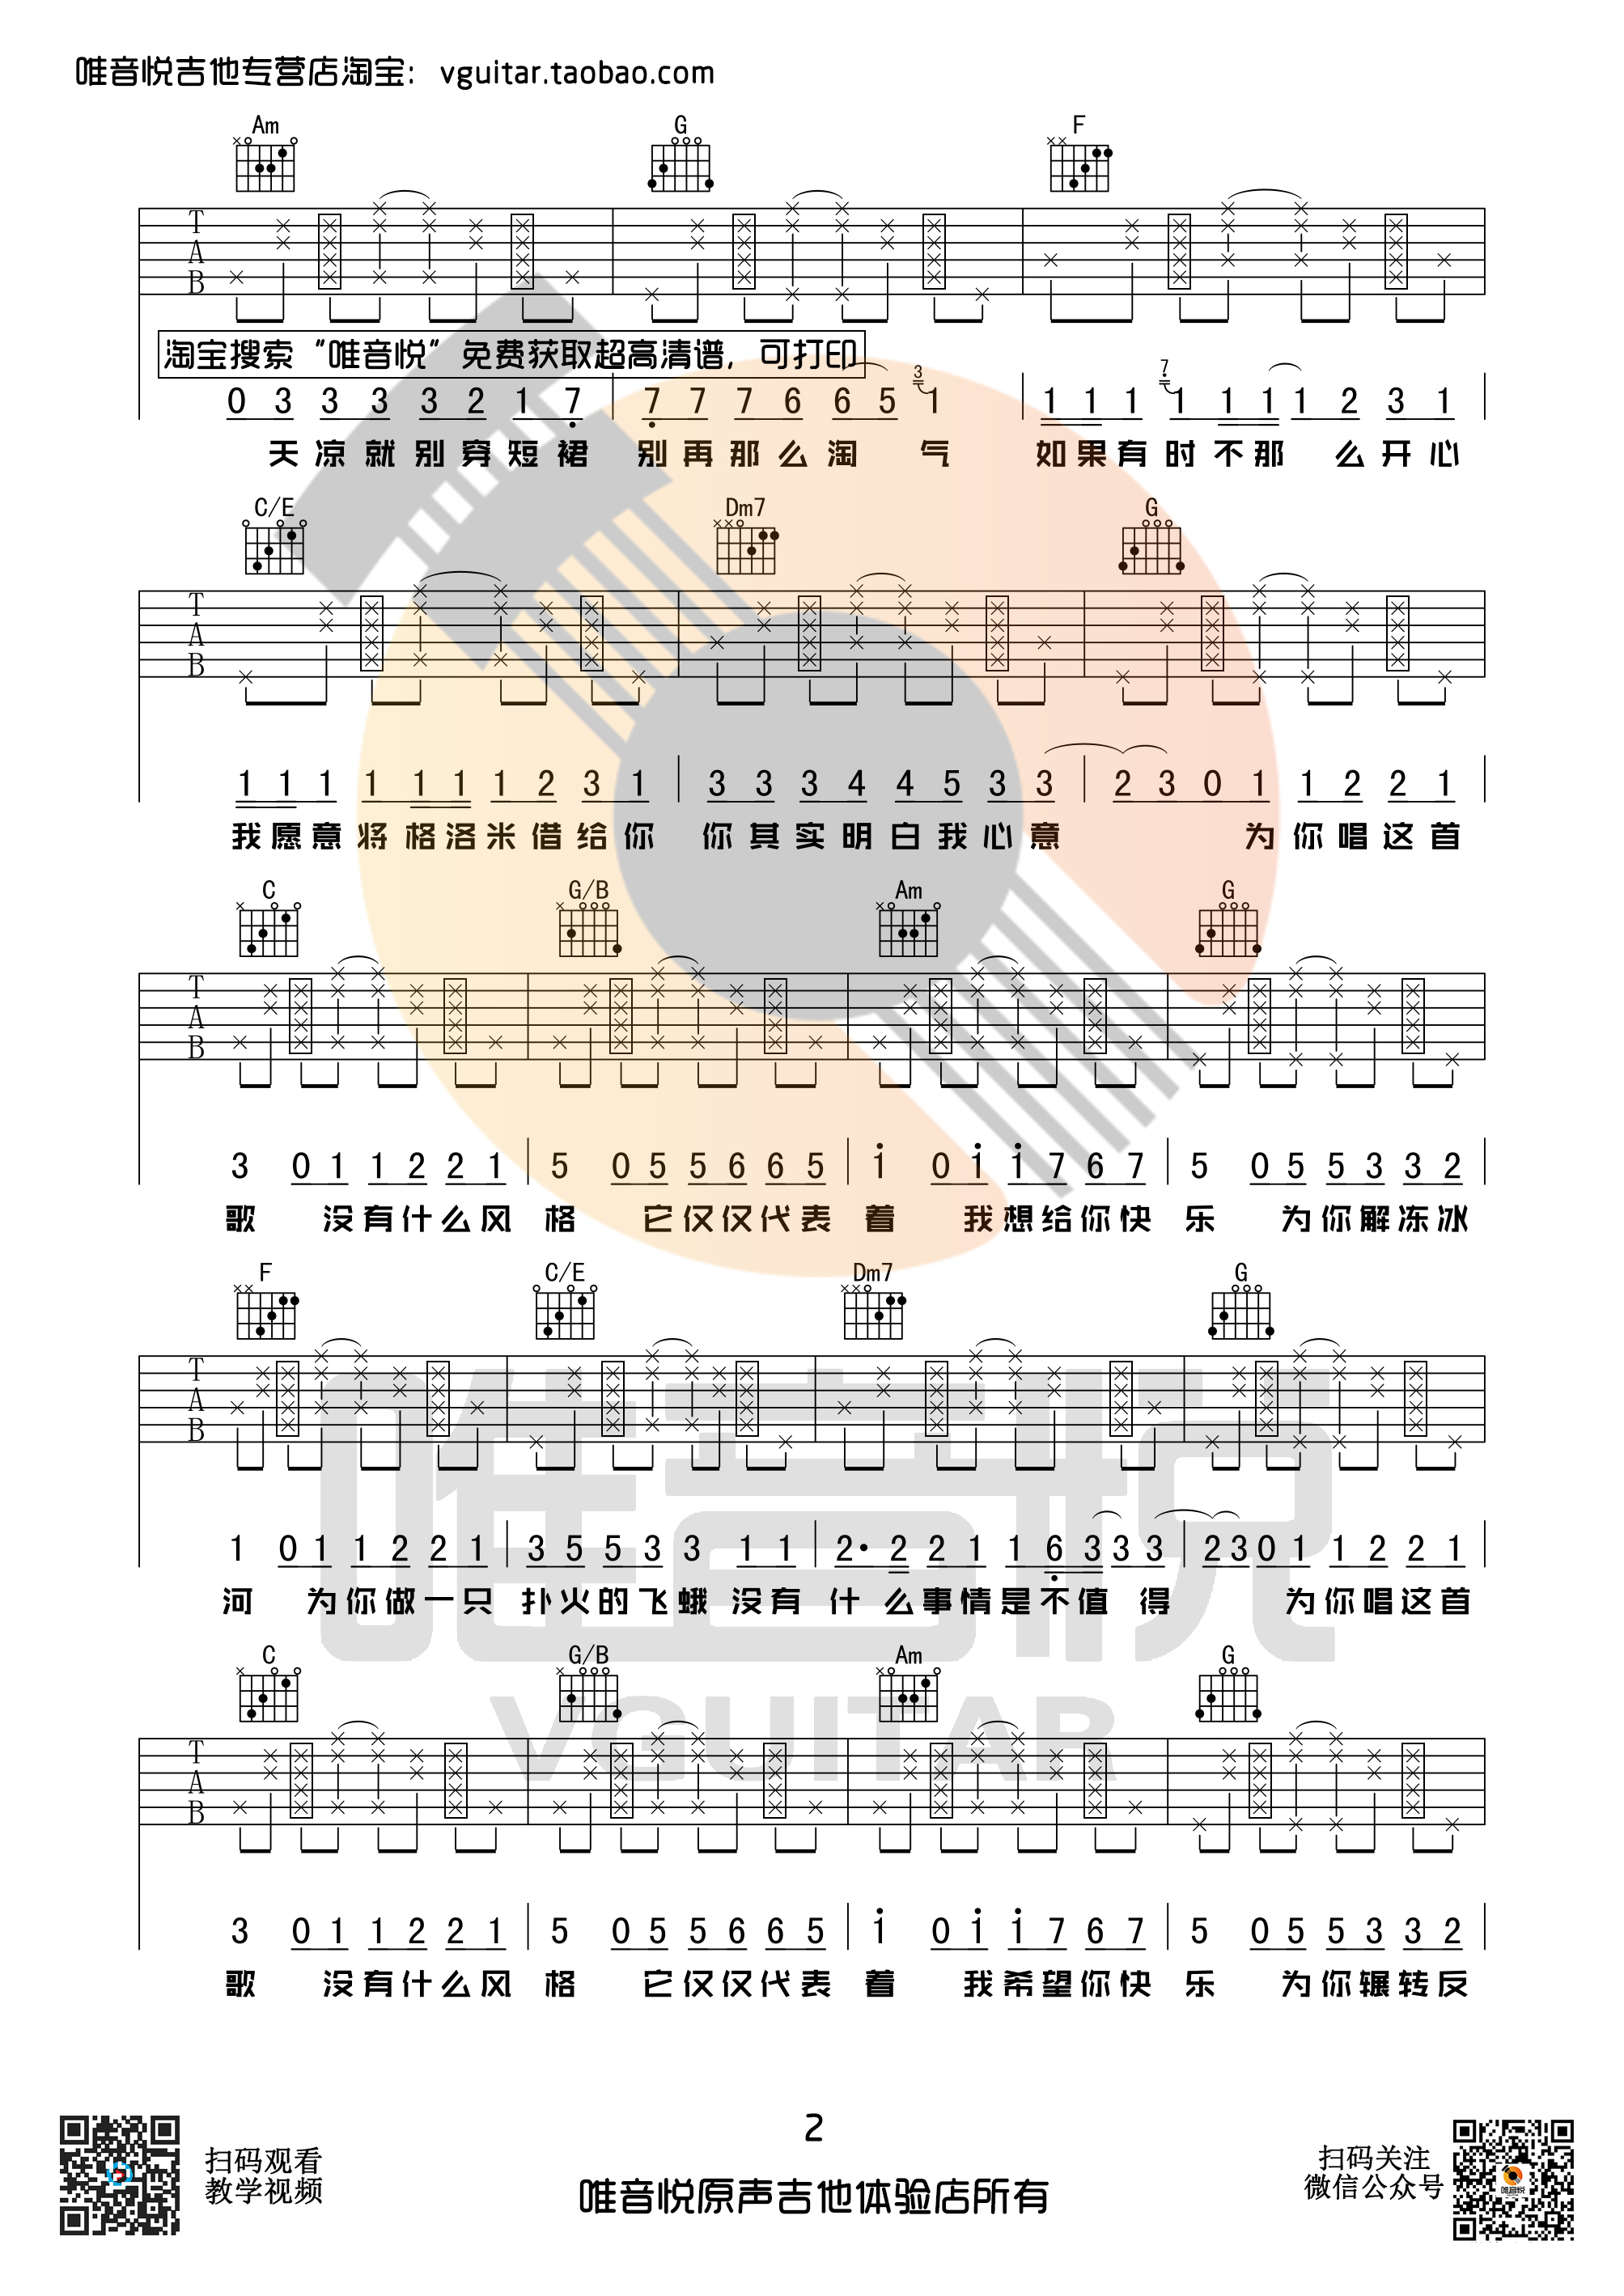 唯音悦吉他专营店淘宝: vguitar.taobao.com
Am G F
T
A
B
淘宝搜索“唯音悦”免费获取超高清谱，可打印
0 3 3 3 3 2 1 7 7 7 7 6 6 5 3 1 1 1 1 7 1 1 1 1 2 3 1
天凉就别穿短裙 别再那么淘 气 如果有时不那 么开心
C/E Dm7 G
T
A
B
1 1 1 1 1 1 1 2 3 1 3 3 3 4 4 5 3 3 2 3 0 1 1 2 2 1
我愿意将格洛米借给你 你其实明白我心意 为你唱这首
C G/B Am G
T
A
B
3 0 1 1 2 2 1 5 0 5 5 6 6 5 i 0 i i 7 6 7 5 0 5 5 3 3 2
歌 没有什么风 格 它仅仅代表 着 我想给你快 乐 为你解冻冰
F C/E Dm7 G
T
A
B
1 0 1 1 2 2 1 3 5 5 3 3 1 1 2· 2 2 1 1 6 3 3 3 2 3 0 1 1 2 2 1
河 为你做一只 扑火的飞蛾 没有 什 么事情是不值 得 为你唱这首
唯音悦
VGUITAR
C G/B Am G
T
A
B
3 0 1 1 2 2 1 5 0 5 5 6 6 5 i 0 i i 7 6 7 5 0 5 5 3 3 2
歌 没有什么风 格 它仅仅代表 着 我希望你快 乐 为你辗转反
扫码观看
教学视频
2
唯音悦原声吉他体验店所有
扫码关注
微信公众号
唯音悦